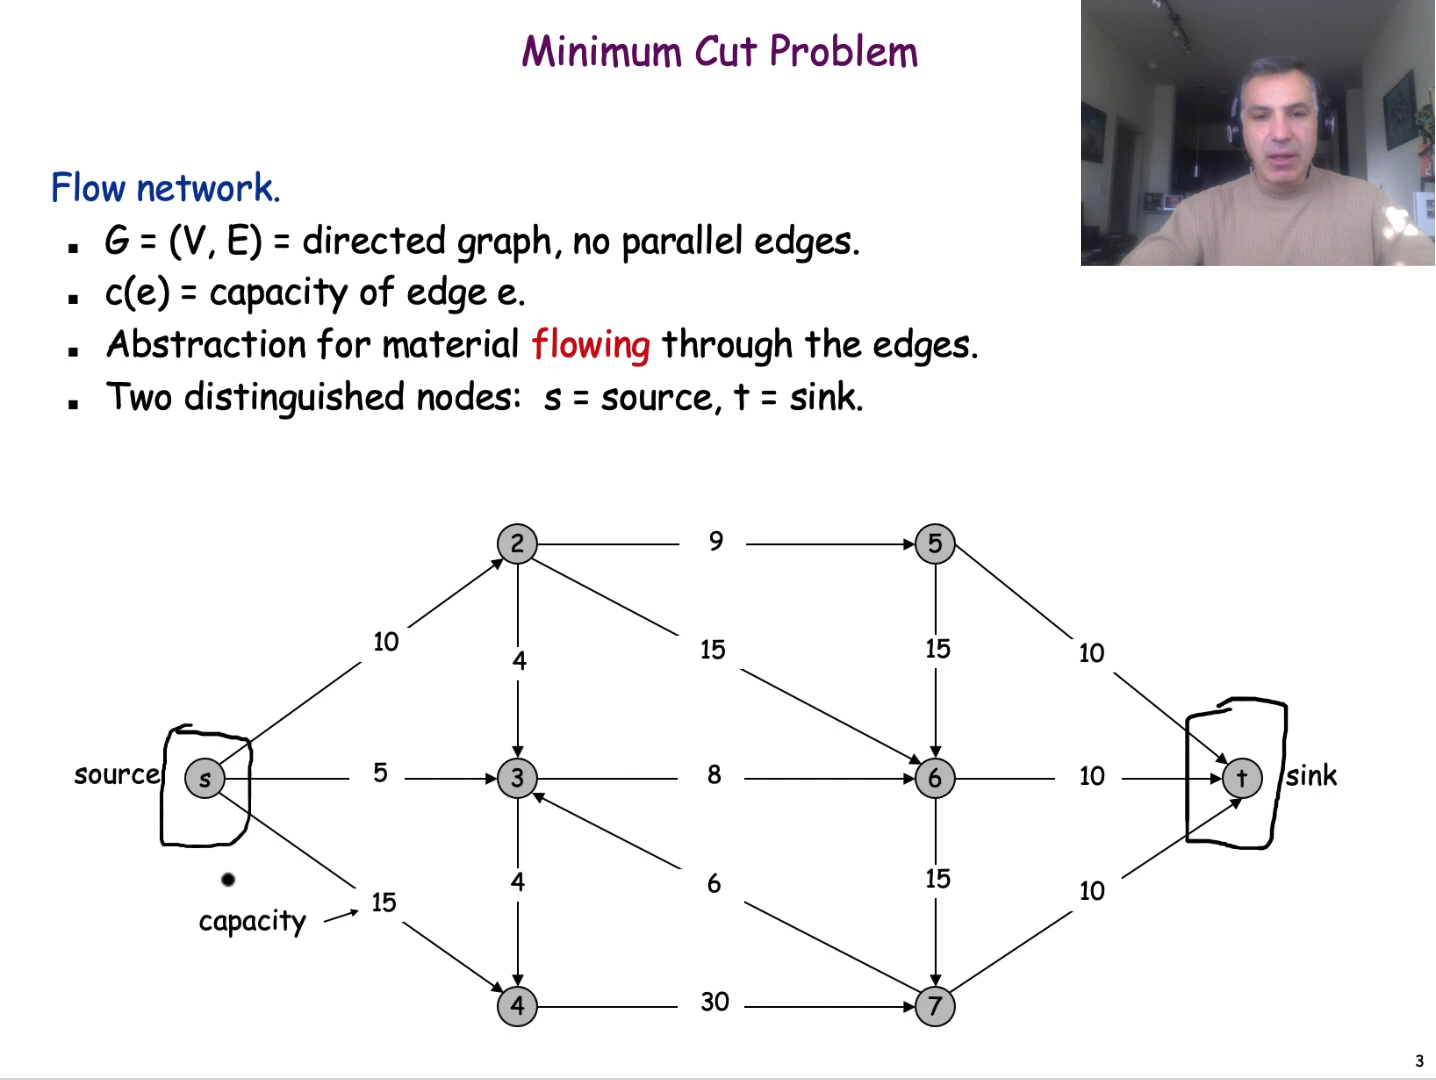 Minimum Cut Problem
Flow network.
▪ G = (V, E) = directed graph, no parallel edges.
▪ c(e) = capacity of edge e.
▪ Abstraction for material flowing through the edges.
▪ Two distinguished nodes: s = source, t = sink.
2 9 5
10 4 15 15 10
source s 5 3 8 6 10 t sink
capacity 15 4 6 15 10
4 30 7
3